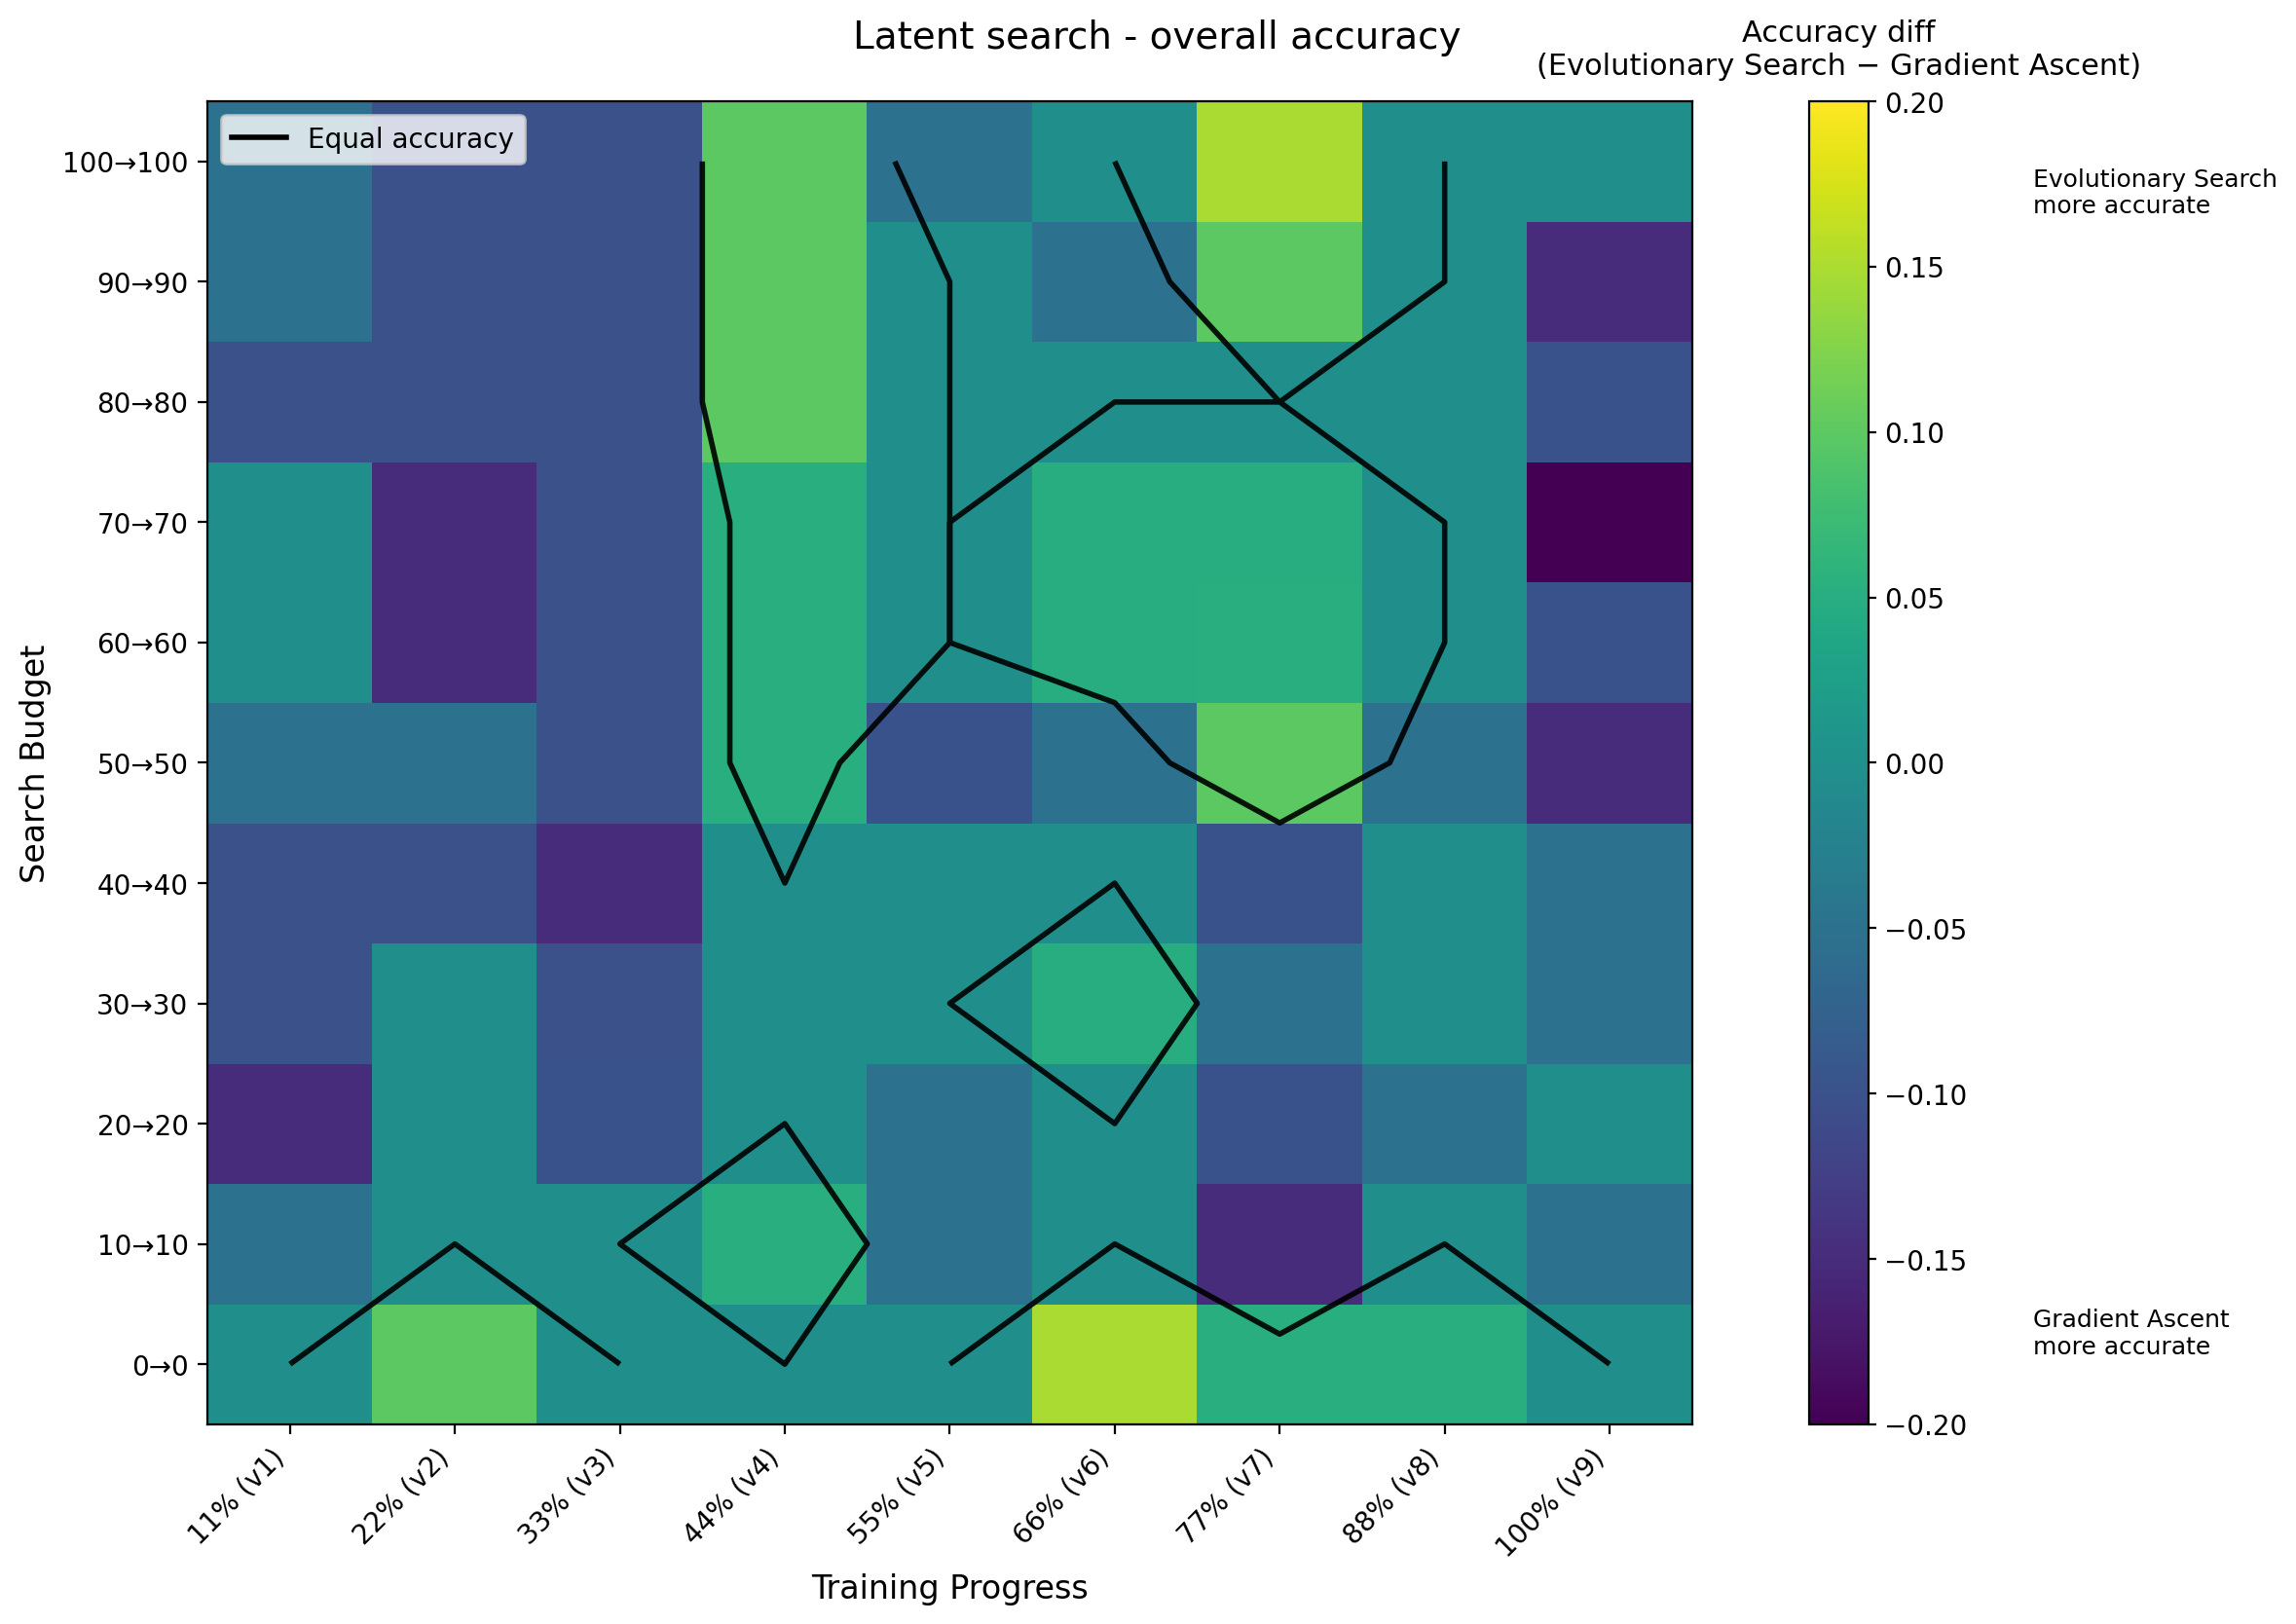 Latent search - overall accuracy
Accuracy diff
(Evolutionary Search − Gradient Ascent)
Equal accuracy
Search Budget
100→100
90→90
80→80
70→70
60→60
50→50
40→40
30→30
20→20
10→10
0→0
11% (v1)
22% (v2)
33% (v3)
44% (v4)
55% (v5)
66% (v6)
77% (v7)
88% (v8)
100% (v9)
Training Progress
0.20
0.15
0.10
0.05
0.00
−0.05
−0.10
−0.15
−0.20
Evolutionary Search
more accurate
Gradient Ascent
more accurate